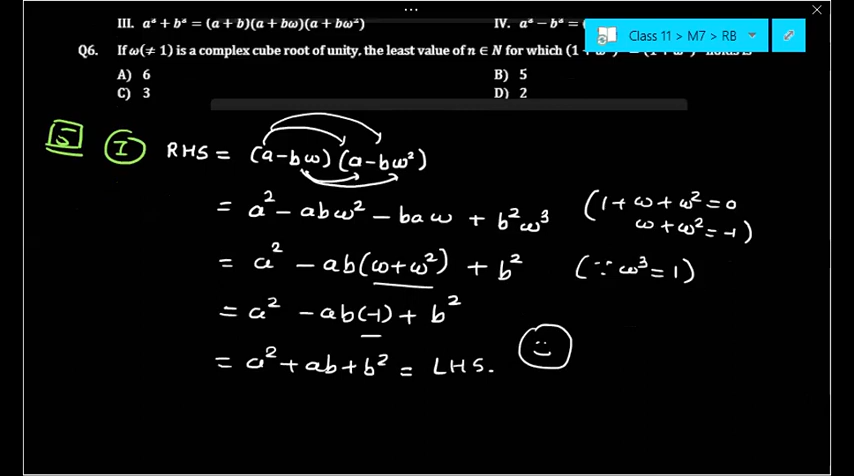 III. a³ + b³ = (a + b)(a + bω)(a + bω²)
IV. a³ − b³ =
Class 11 > M7 > RB
Q6. If ω(≠ 1) is a complex cube root of unity, the least value of n ∈ N for which (1 +
A) 6
B) 5
C) 3
D) 2
5 I RHS = (a-bω)(a-bω²)
= a² - abω² - baω + b²ω³ (1+ω+ω²=0
ω+ω²=-1)
= a² - ab(ω+ω²) + b² (∵ ω³=1)
= a² - ab(-1) + b²
= a² + ab + b² = LHS.